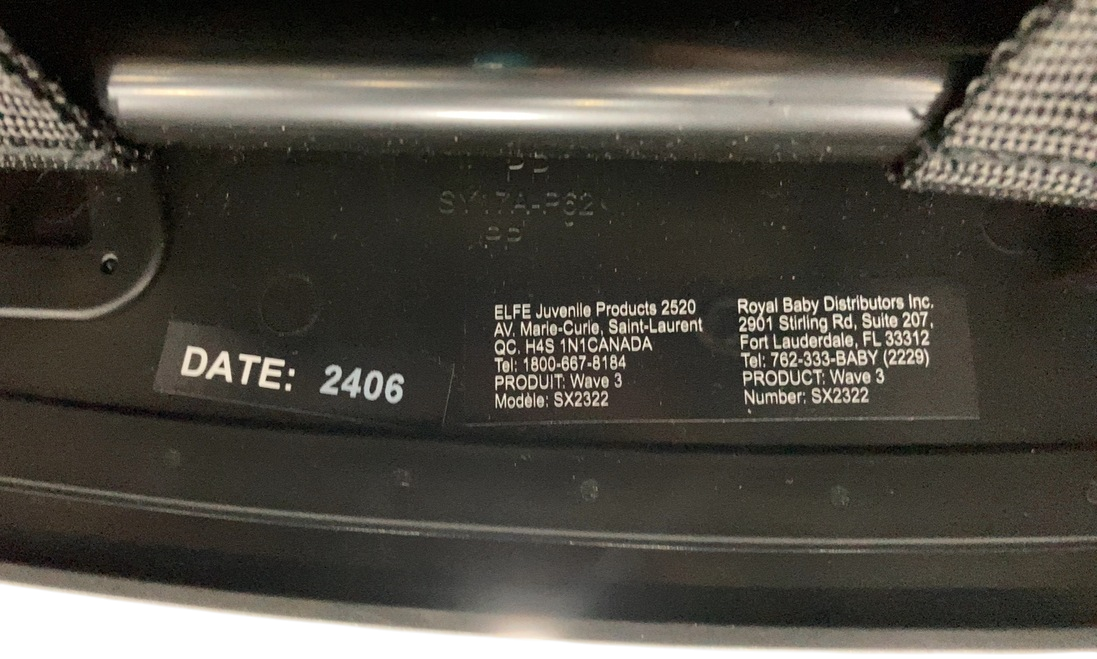 PP
PP
DATE: 2406
ELFE Juvenile Products 2520
AV. Marie-Curie, Saint-Laurent
QC. H4S 1N1CANADA
Tel: 1800-667-8184
PRODUIT: Wave 3
Modèle: SX2322
Royal Baby Distributors Inc.
2901 Stirling Rd, Suite 207,
Fort Lauderdale, FL 33312
Tel: 762-333-BABY (2229)
PRODUCT: Wave 3
Number: SX2322